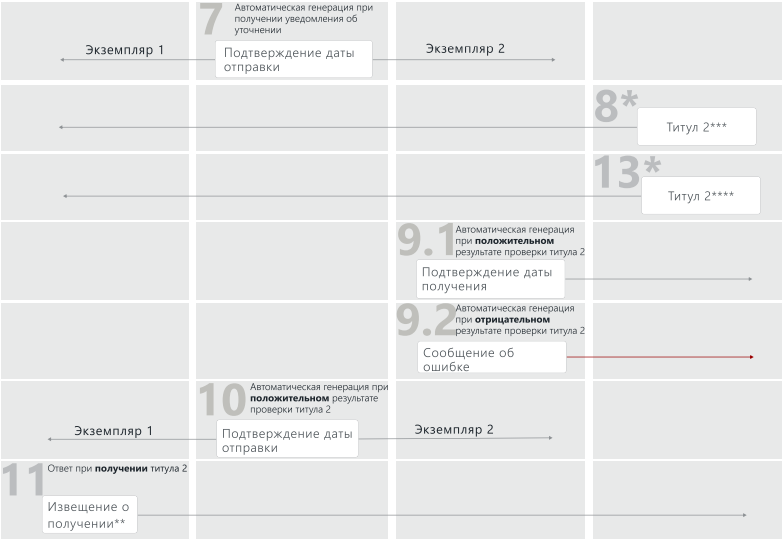 7
Автоматическая генерация при
получении уведомления об
уточнении
Экземпляр 1
Подтверждение даты
отправки
Экземпляр 2
8*
Титул 2***
13*
Титул 2****
9.1
Автоматическая генерация
при положительном
результате проверки титула 2
Подтверждение даты
получения
9.2
Автоматическая генерация
при отрицательном
результате проверки титула 2
Сообщение об
ошибке
10
Автоматическая генерация при
положительном результате
проверки титула 2
Экземпляр 1
Подтверждение даты
отправки
Экземпляр 2
11
Ответ при получении титула 2
Извещение о
получении**